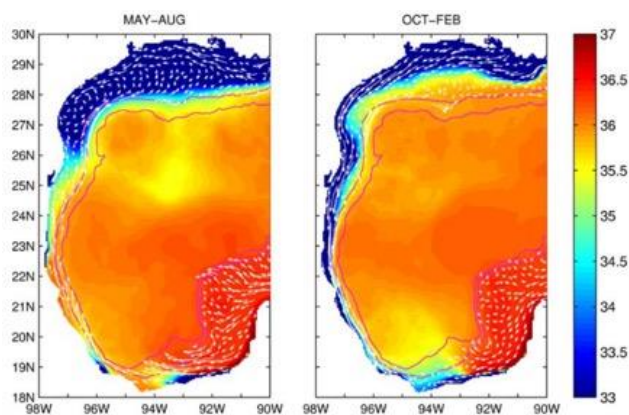 MAY-AUG
OCT-FEB
30N
29N
28N
27N
26N
25N
24N
23N
22N
21N
20N
19N
18N
98W 96W 94W 92W 90W
98W 96W 94W 92W 90W
37
36.5
36
35.5
35
34.5
34
33.5
33